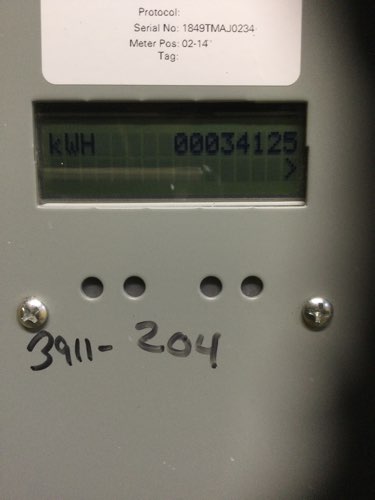 Protocol:
Serial No: 1849TMAJ0234
Meter Pos: 02-14
Tag:
kWH 00034125
>
3911- 204